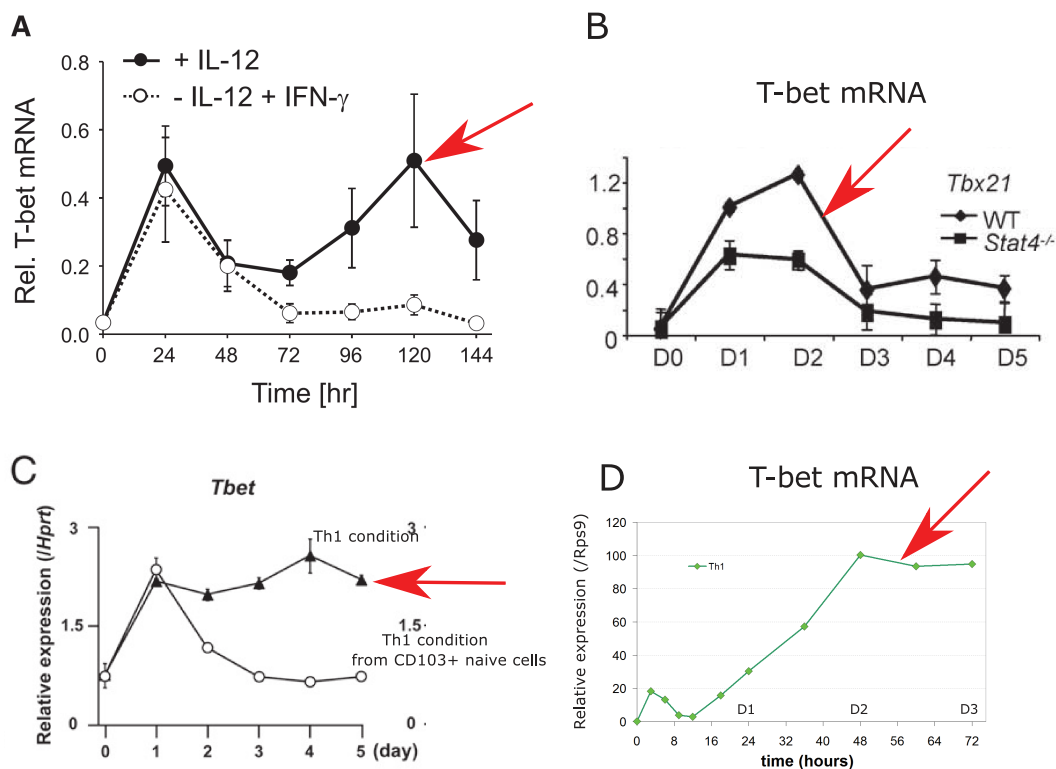 A
+ IL-12
- IL-12 + IFN-γ
Rel. T-bet mRNA
0.8
0.6
0.4
0.2
0.0
0 24 48 72 96 120 144
Time [hr]
B
T-bet mRNA
Tbx21
WT
Stat4-/-
1.2
0.8
0.4
0
D0 D1 D2 D3 D4 D5
C
Tbet
Relative expression (/Hprt)
3
1.5
0
Th1 condition
Th1 condition
from CD103+ naive cells
3
1.5
0
0 1 2 3 4 5 (day)
D
T-bet mRNA
Relative expression (/Rps9)
120
100
80
60
40
20
0
Th1
D1 D2 D3
0 8 16 24 32 40 48 56 64 72
time (hours)